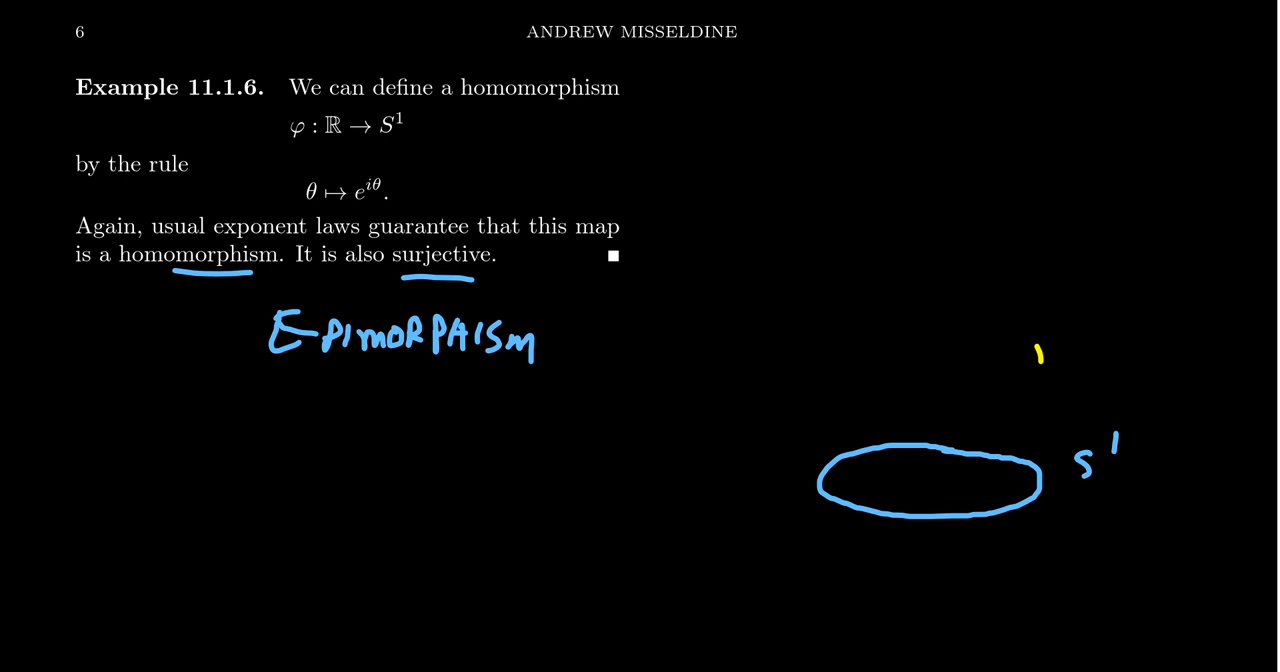 6 ANDREW MISSELDINE
Example 11.1.6. We can define a homomorphism
φ : ℝ → S¹
by the rule
θ ↦ e^{iθ}.
Again, usual exponent laws guarantee that this map
is a homomorphism. It is also surjective. ■
EPIMORPHISM
S¹